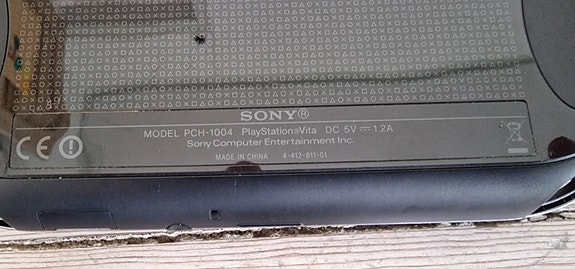 SONY®
MODEL PCH-1004 PlayStation®Vita DC 5V⎓1.2A
Sony Computer Entertainment Inc.
MADE IN CHINA 4-412-811-01
CE